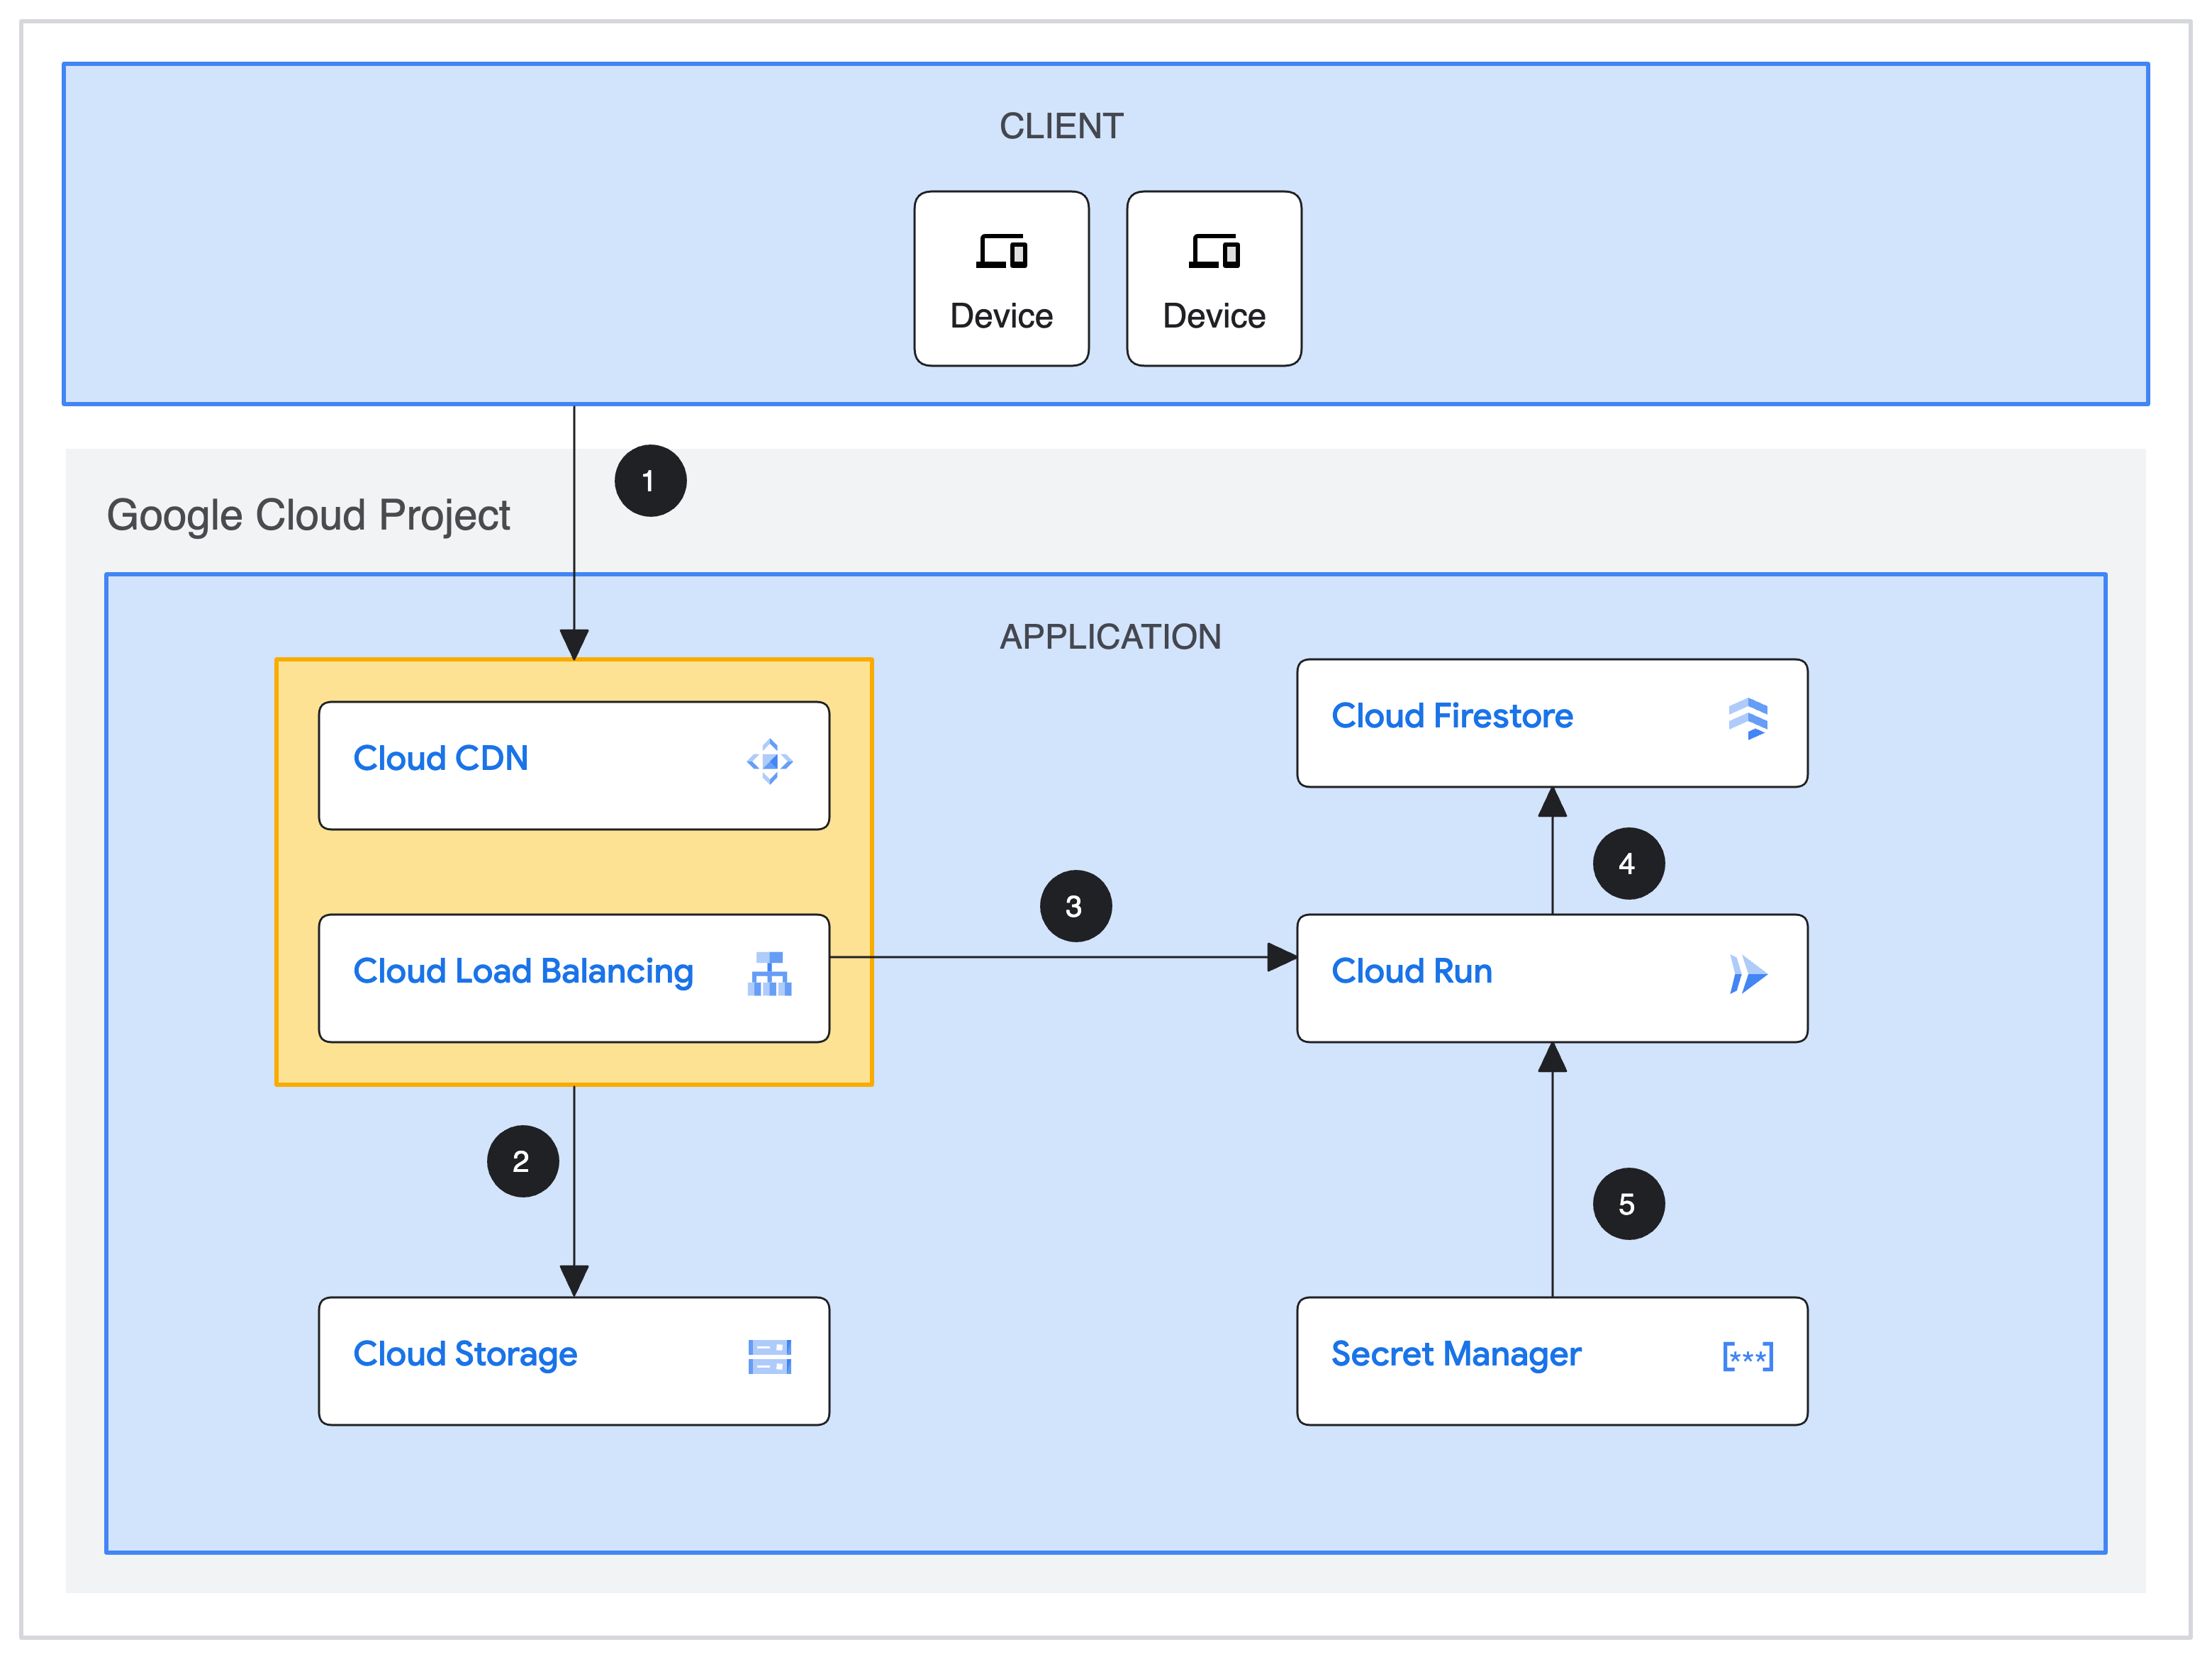 CLIENT
Device
Device
1
Google Cloud Project
APPLICATION
Cloud CDN
Cloud Firestore
4
3
Cloud Load Balancing
Cloud Run
2
5
Cloud Storage
Secret Manager
[***]